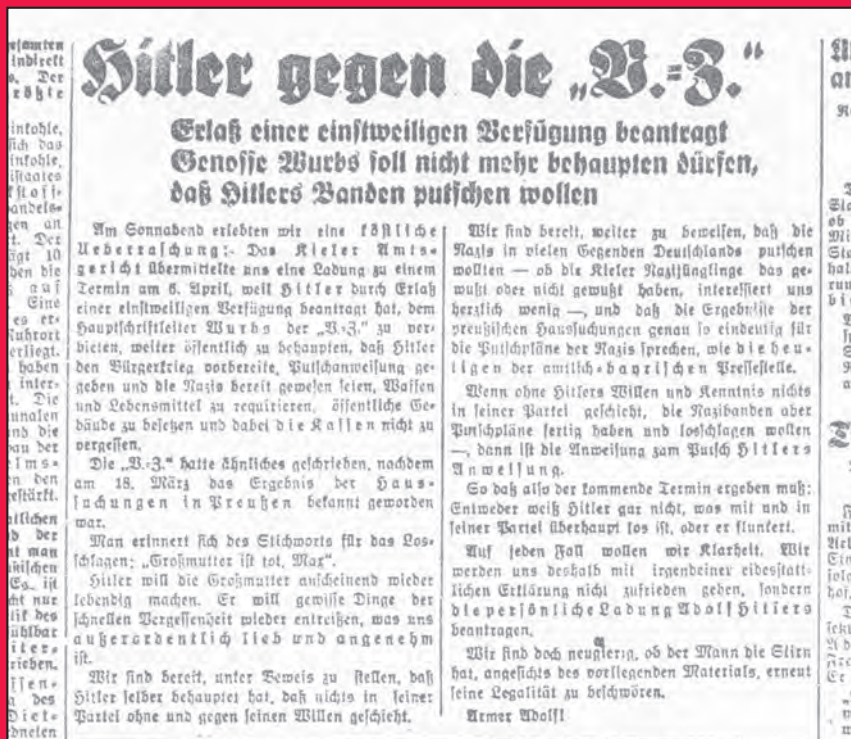 Hitler gegen die „V.=Z.“
Erlaß einer einstweiligen Verfügung beantragt
Genosse Wurbs soll nicht mehr behaupten dürfen,
daß Hitlers Banden putschen wollen
Am Sonnabend erlebten wir eine köstliche
Ueberraschung: Das Kieler Amts-
gericht übermittelte uns eine Ladung zu einem
Termin am 6. April, weil Hitler durch Erlaß
einer einstweiligen Verfügung beantragt hat, dem
Hauptschriftleiter Wurbs der „V.=Z.“ zu ver-
bieten, weiter öffentlich zu behaupten, daß Hitler
den Bürgerkrieg vorbereite, Putschanweisung ge-
geben und die Nazis bereit gewesen seien, Waffen
und Lebensmittel zu requirieren, öffentliche Ge-
bäude zu besetzen und dabei die Kassen nicht zu
vergessen.
Die „V.=Z.“ hatte ähnliches geschrieben, nachdem
am 18. März das Ergebnis der Haus-
suchungen in Preußen bekannt geworden
war.
Man erinnert sich des Stichworts für das Los-
schlagen: „Großmutter ist tot, Max“.
Hitler will die Großmutter anscheinend wieder
lebendig machen. Er will gewisse Dinge der
schnellen Vergessenheit wieder entreißen, was uns
außerordentlich lieb und angenehm
ist.
Wir sind bereit, unter Beweis zu stellen, daß
Hitler selber behauptet hat, daß nichts in seiner
Partei ohne und gegen seinen Willen geschieht.
Wir sind bereit, weiter zu beweisen, daß die
Nazis in vielen Gegenden Deutschlands putschen
wollten — ob die Kieler Nazijünglinge das ge-
wußt oder nicht gewußt haben, interessiert uns
herzlich wenig —, und daß die Ergebnisse der
preußischen Haussuchungen genau so eindeutig für
die Putschpläne der Nazis sprechen, wie die heu-
tigen der amtlich=bayrischen Pressestelle.
Wenn ohne Hitlers Willen und Kenntnis nichts
in seiner Partei geschieht, die Nazibanden aber
Putschpläne fertig haben und losschlagen wollen
—, dann ist die Anweisung zum Putsch Hitlers
Anweisung.
So daß also der kommende Termin ergeben muß:
Entweder weiß Hitler gar nicht, was mit und in
seiner Partei überhaupt los ist, oder er flunkert.
Auf jeden Fall wollen wir Klarheit. Wir
werden uns deshalb mit irgendeiner eidesstatt-
lichen Erklärung nicht zufrieden geben, sondern
die persönliche Ladung Adolf Hitlers
beantragen.
Wir sind doch neugierig, ob der Mann die Stirn
hat, angesichts des vorliegenden Materials, erneut
seine Legalität zu beschwören.
Armer Adolf!